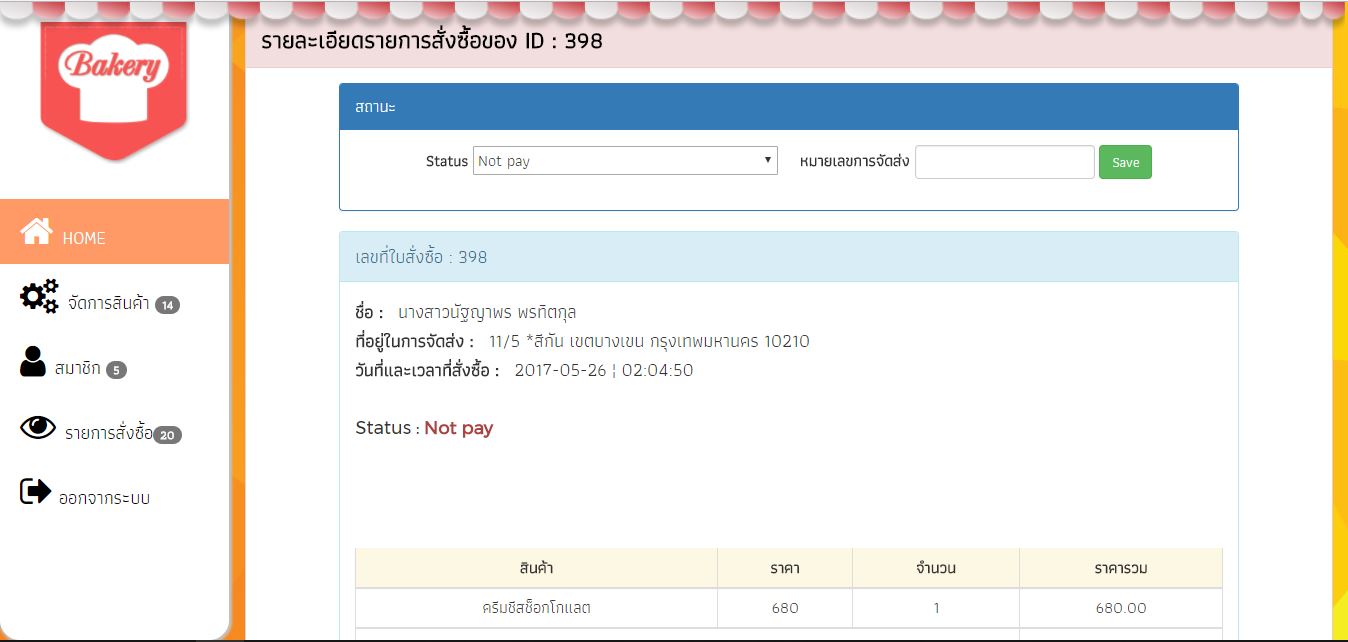 Bakery
รายละเอียดรายการสั่งซื้อของ ID : 398
HOME
จัดการสินค้า 14
สมาชิก 5
รายการสั่งซื้อ 20
ออกจากระบบ
สถานะ
Status Not pay หมายเลขการจัดส่ง Save
เลขที่ใบสั่งซื้อ : 398
ชื่อ : นางสาวนัฐญาพร พรทิตกุล
ที่อยู่ในการจัดส่ง : 11/5 *สีกัน เขตบางเขน กรุงเทพมหานคร 10210
วันที่และเวลาที่สั่งซื้อ : 2017-05-26 ¦ 02:04:50
Status : Not pay
สินค้า ราคา จำนวน ราคารวม
ครีมชีสช็อกโกแลต 680 1 680.00